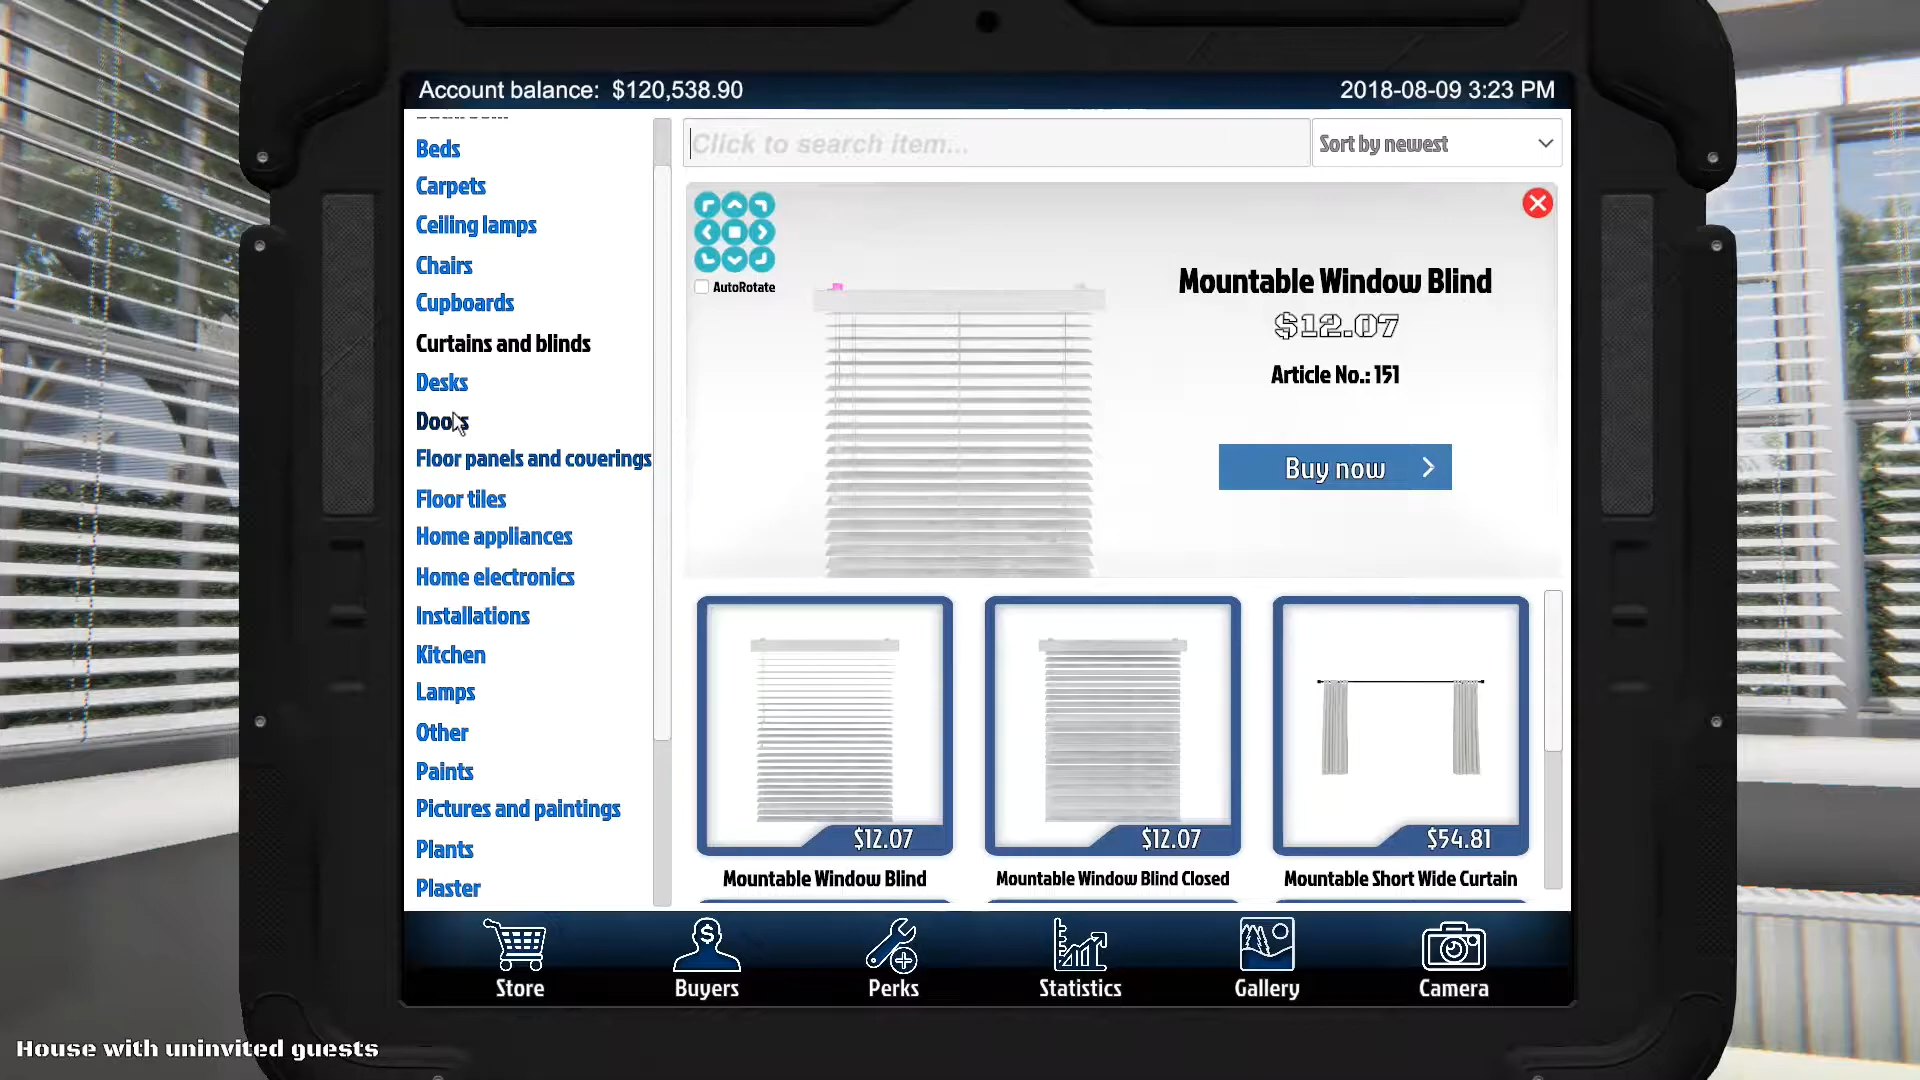 Account balance: $120,538.90
2018-08-09 3:23 PM
Beds
Carpets
Ceiling lamps
Chairs
Cupboards
Curtains and blinds
Desks
Doors
Floor panels and coverings
Floor tiles
Home appliances
Home electronics
Installations
Kitchen
Lamps
Other
Paints
Pictures and paintings
Plants
Plaster
Click to search item...
Sort by newest
AutoRotate
Mountable Window Blind
$12.07
Article No.: 151
Buy now
$12.07
Mountable Window Blind
$12.07
Mountable Window Blind Closed
$54.81
Mountable Short Wide Curtain
Store
Buyers
Perks
Statistics
Gallery
Camera
House with uninvited guests